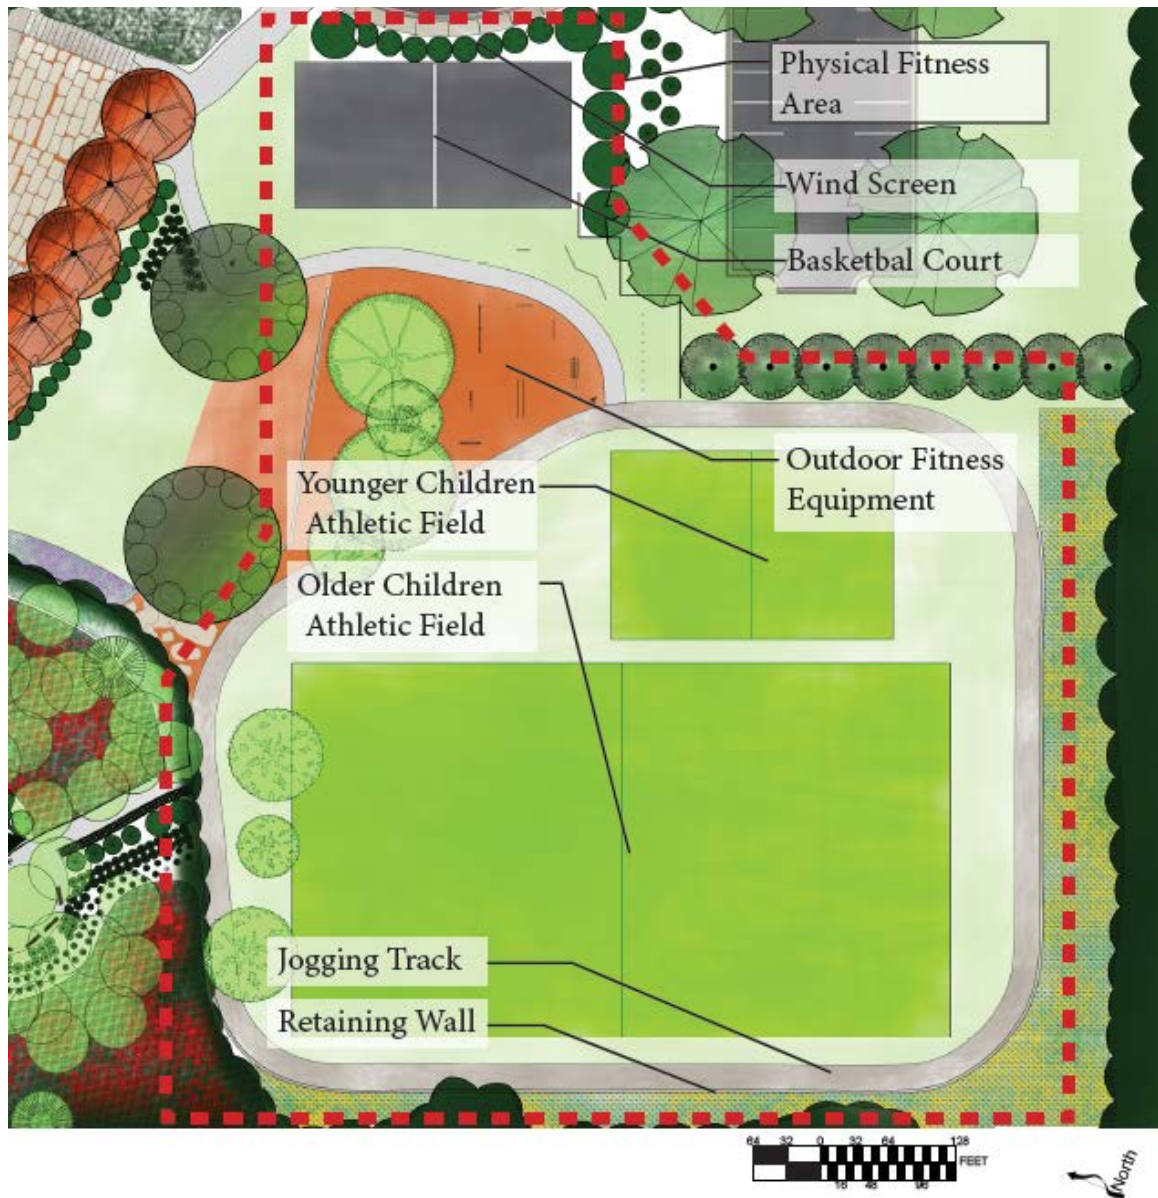 Physical Fitness
Area
Wind Screen
Basketbal Court
Outdoor Fitness
Equipment
Younger Children
Athletic Field
Older Children
Athletic Field
Jogging Track
Retaining Wall
64 32 0 32 64 128
FEET
16 48 96
North